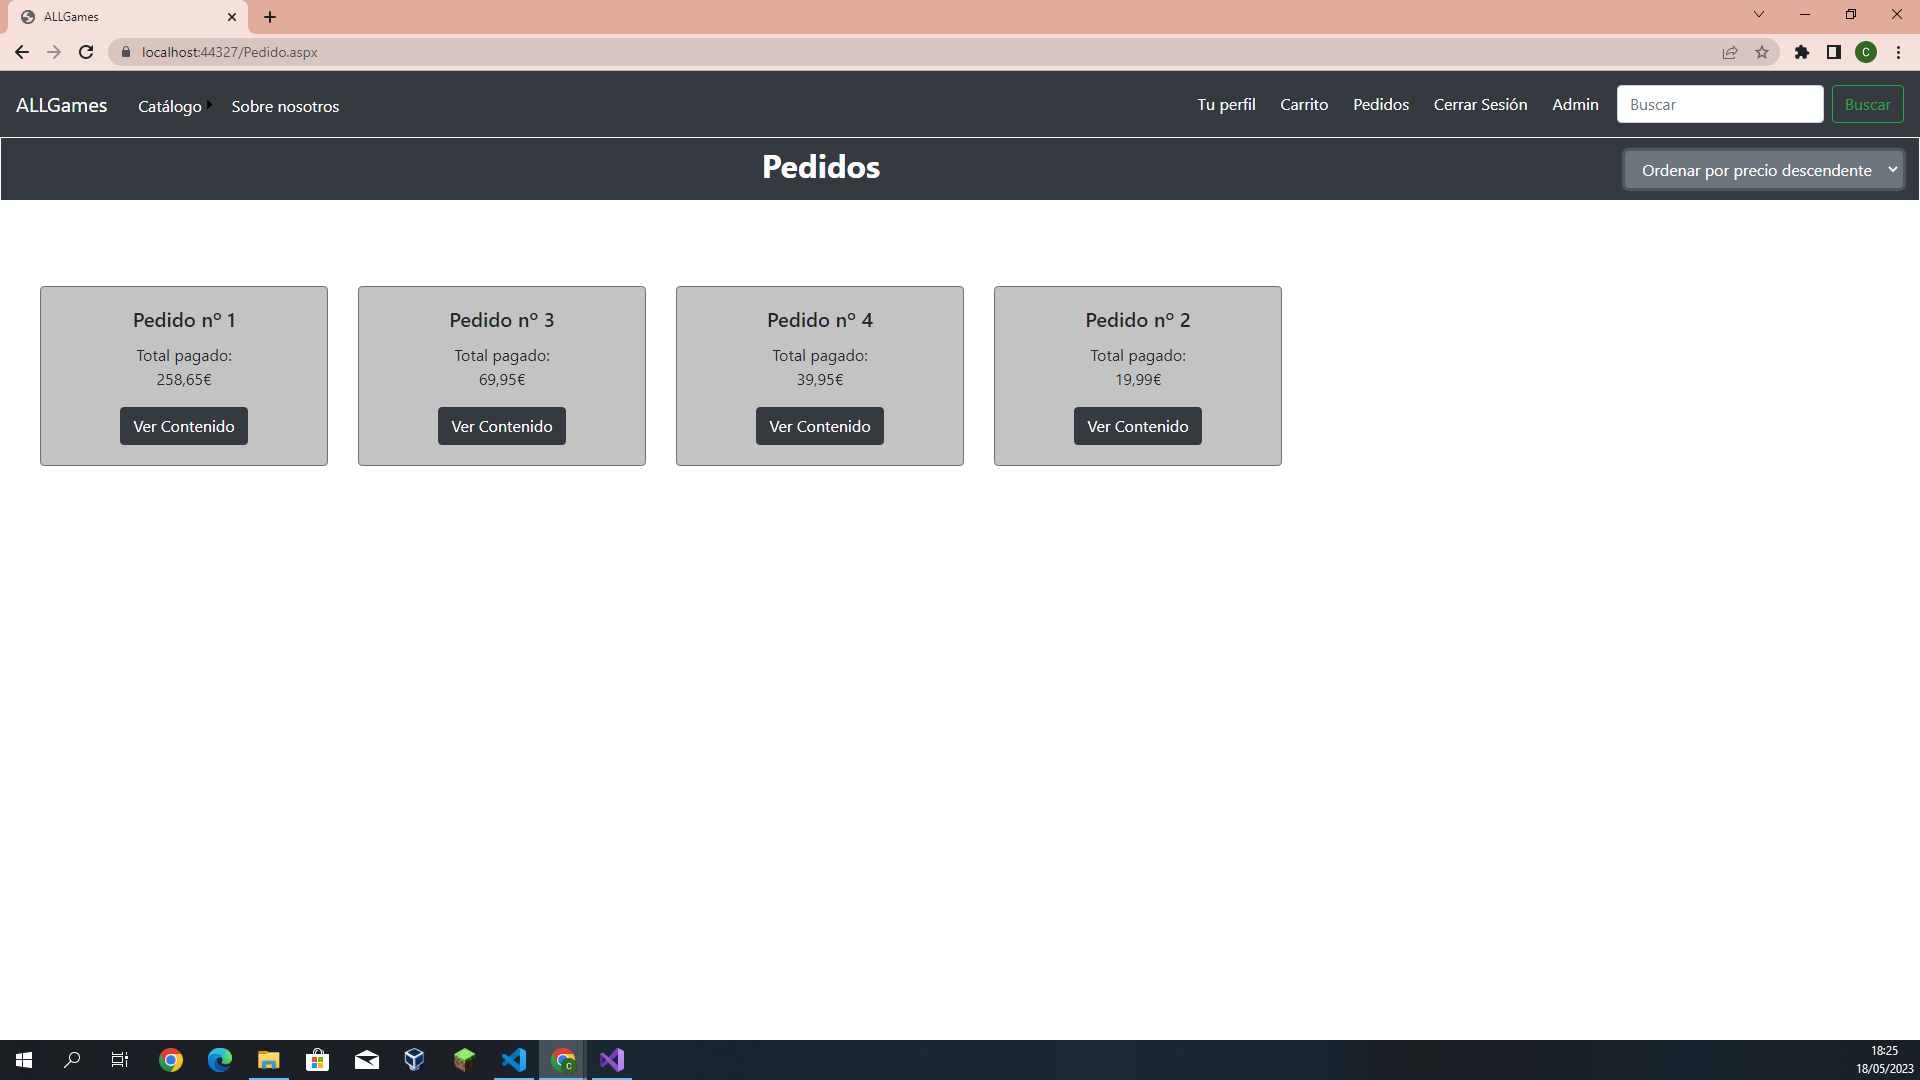 ALLGames
localhost:44327/Pedido.aspx
C
ALLGames Catálogo Sobre nosotros Tu perfil Carrito Pedidos Cerrar Sesión Admin Buscar Buscar
Pedidos Ordenar por precio descendente
Pedido nº 1
Total pagado:
258,65€
Ver Contenido
Pedido nº 3
Total pagado:
69,95€
Ver Contenido
Pedido nº 4
Total pagado:
39,95€
Ver Contenido
Pedido nº 2
Total pagado:
19,99€
Ver Contenido
C
18:25
18/05/2023